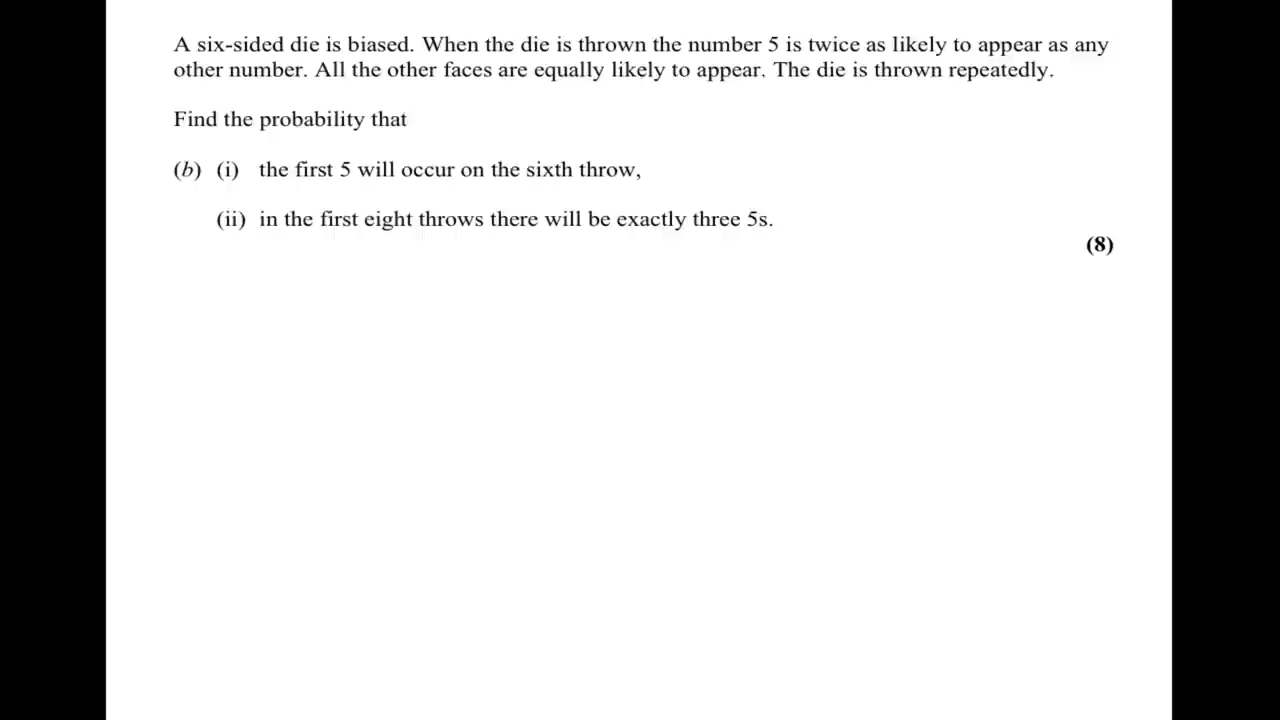 A six-sided die is biased. When the die is thrown the number 5 is twice as likely to appear as any
other number. All the other faces are equally likely to appear. The die is thrown repeatedly.
Find the probability that
(b) (i) the first 5 will occur on the sixth throw,
(ii) in the first eight throws there will be exactly three 5s.
(8)